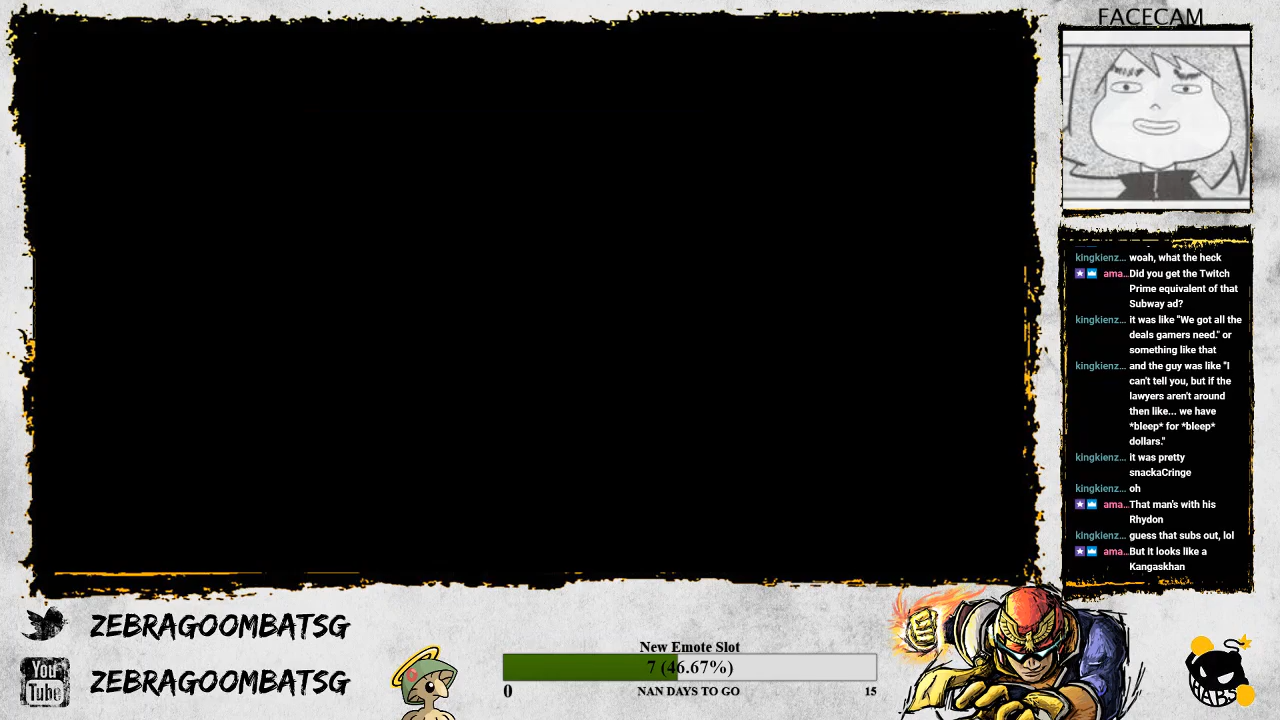 FACECAM
kingkienz... woah, what the heck
ama...Did you get the Twitch
Prime equivalent of that
Subway ad?
kingkienz... it was like "We got all the
deals gamers need." or
something like that
kingkienz... and the guy was like "I
can't tell you, but if the
lawyers aren't around
then like... we have
*bleep* for *bleep*
dollars."
kingkienz... it was pretty
snackaCringe
kingkienz... oh
ama...That man's with his
Rhydon
kingkienz... guess that subs out, lol
ama...But it looks like a
Kangaskhan
ZEBRAGOOMBATSG
You
Tube
ZEBRAGOOMBATSG
New Emote Slot
7 (46.67%)
0 NAN DAYS TO GO 15
HABS